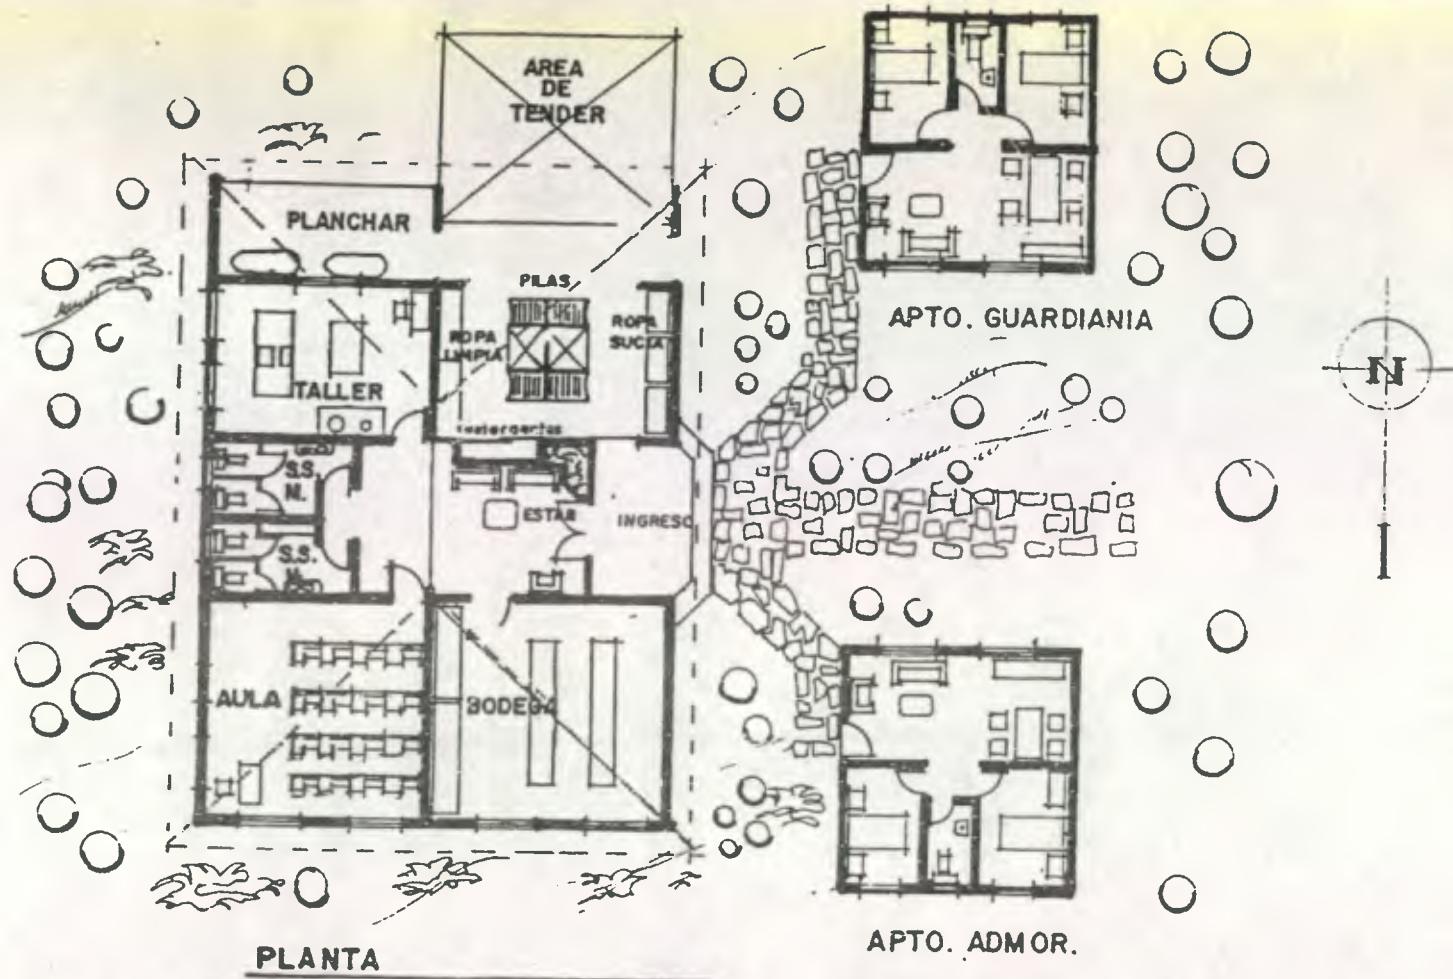 AREA
DE
TENDER
PLANCHAR
PILAS
ROPA
LIMPIA
ROPA
SUCIA
APTO. GUARDIANIA
N
TALLER
S.S.
M.
ESTAR
INGRESO
S.S.
AULA
BODEGA
APTO. ADMOR.
PLANTA